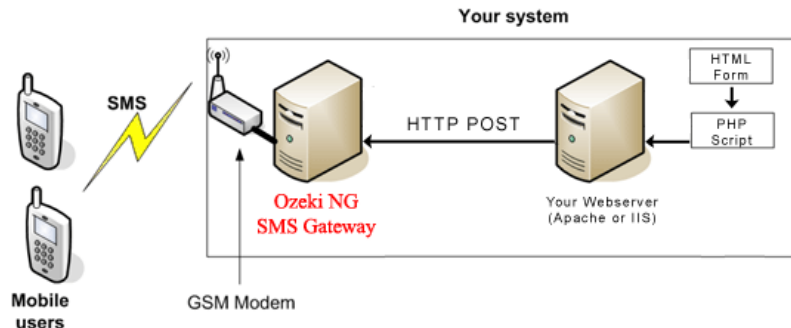 Your system
HTML
Form
SMS
HTTP POST
PHP
Script
Ozeki NG
SMS Gateway
Your Webserver
(Apache or IIS)
Mobile
users
GSM Modem